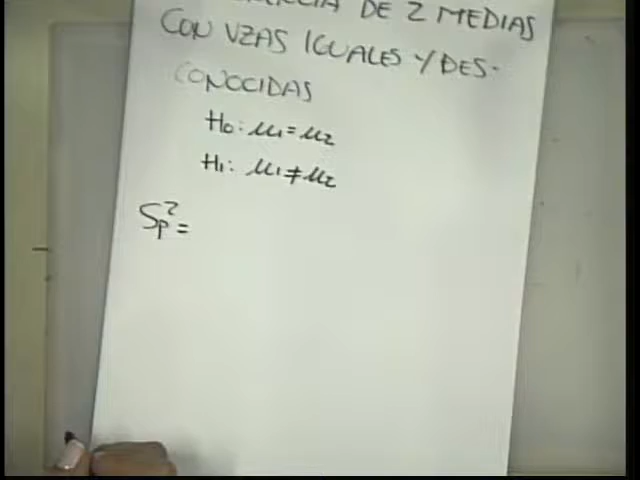 DE 2 MEDIAS
CON VZAS IGUALES Y DES-
CONOCIDAS
H₀: μ₁ = μ₂
H₁: μ₁ ≠ μ₂
Sp² =